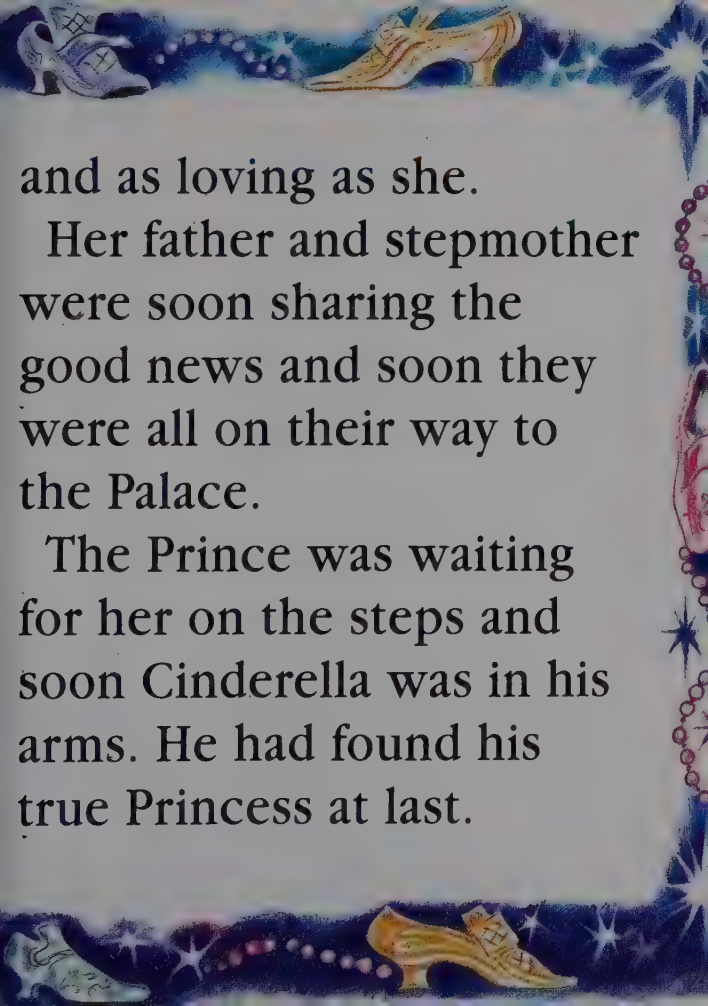 and as loving as she.
Her father and stepmother
were soon sharing the
good news and soon they
were all on their way to
the Palace.
The Prince was waiting
for her on the steps and
soon Cinderella was in his
arms. He had found his
true Princess at last.